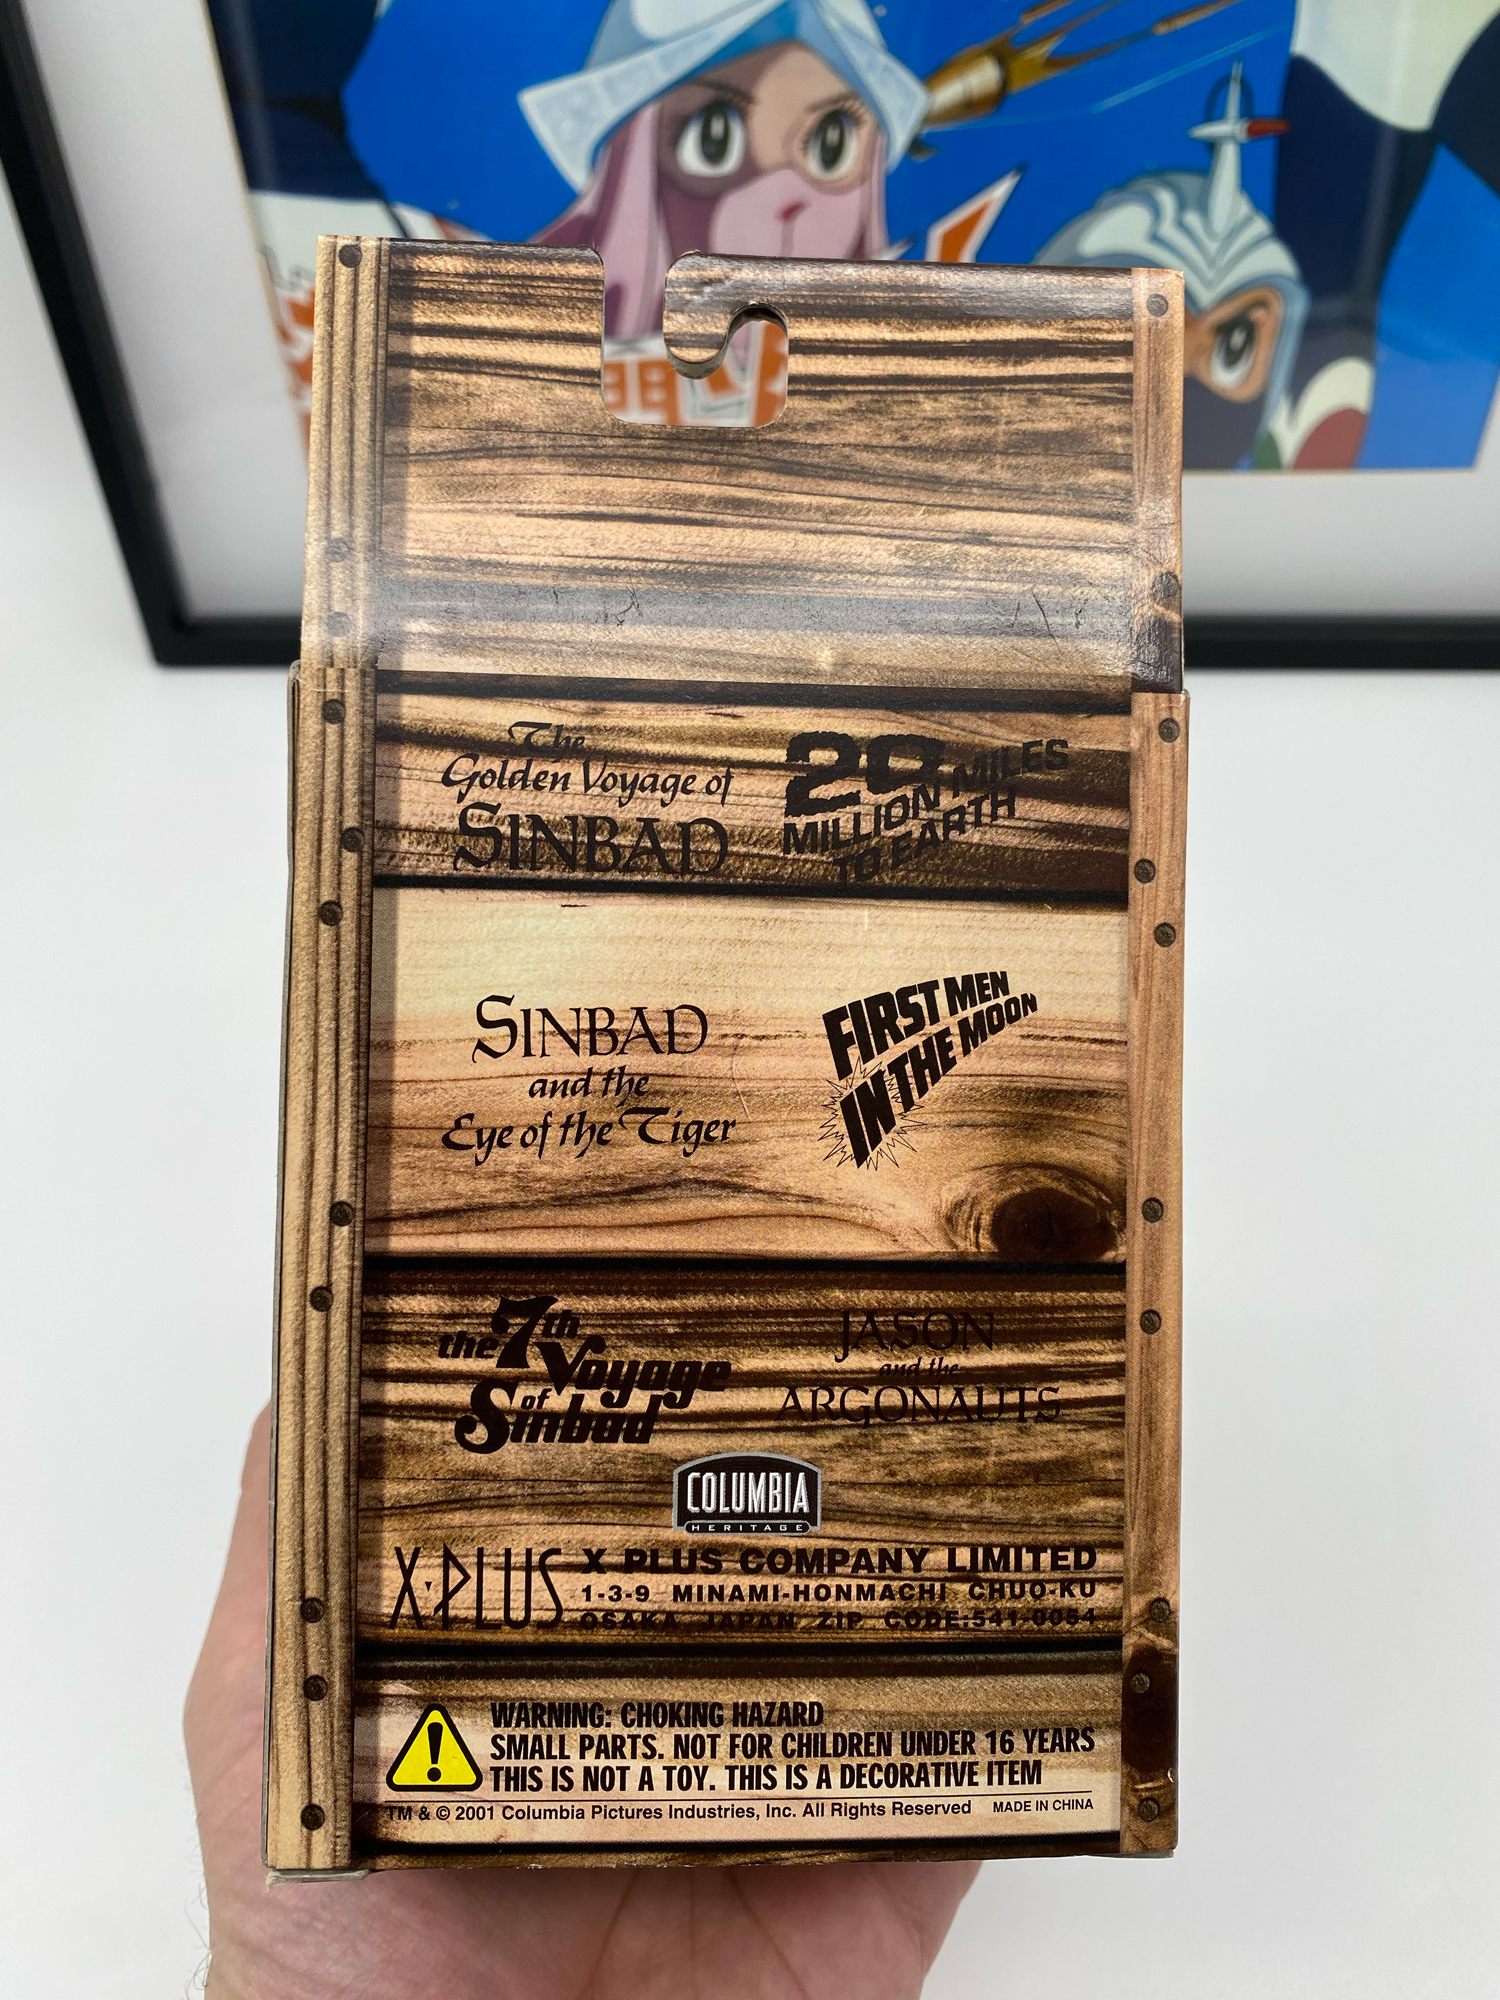 The
Golden Voyage of
SINBAD
20
MILLION MILES
TO EARTH
SINBAD
and the
Eye of the Tiger
FIRST MEN
IN THE MOON
the 7th
Voyage
of
Sinbad
JASON
and the
ARGONAUTS
COLUMBIA
HERITAGE
X·PLUS
X PLUS COMPANY LIMITED
1-3-9 MINAMI-HONMACHI CHUO-KU
OSAKA JAPAN ZIP CODE:541-0054
WARNING: CHOKING HAZARD
SMALL PARTS. NOT FOR CHILDREN UNDER 16 YEARS
THIS IS NOT A TOY. THIS IS A DECORATIVE ITEM
TM & © 2001 Columbia Pictures Industries, Inc. All Rights Reserved MADE IN CHINA